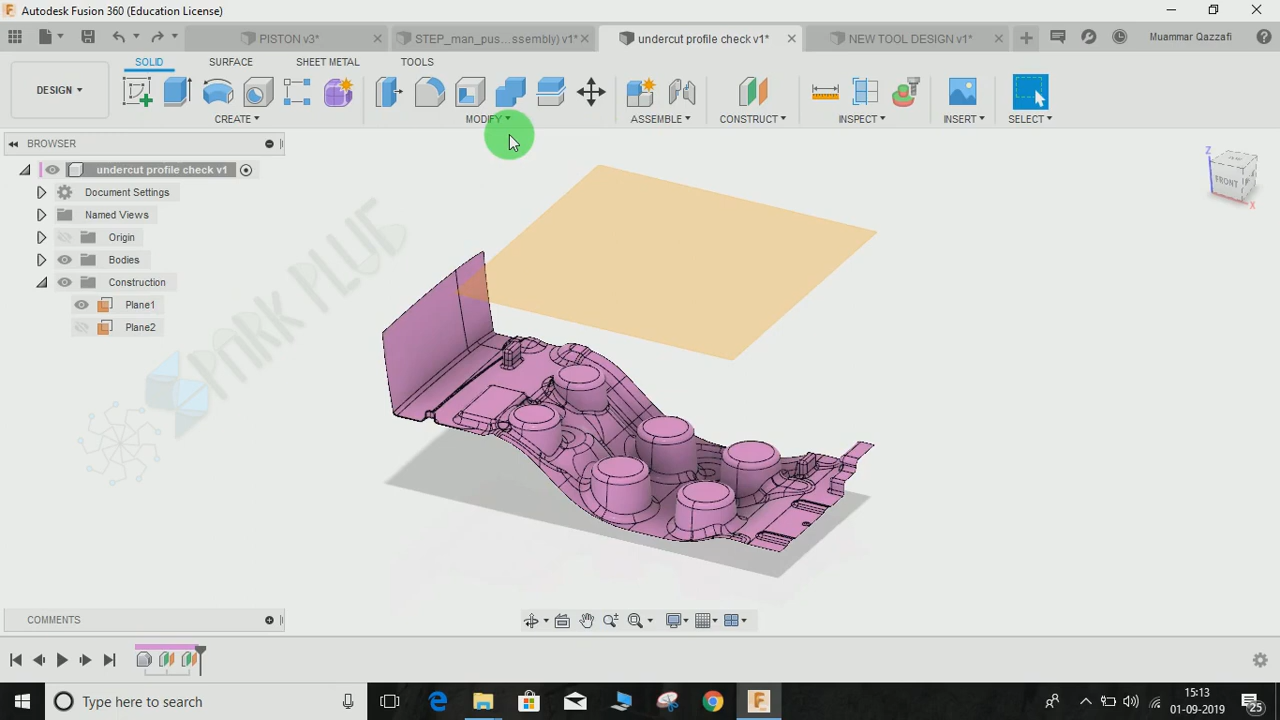 Autodesk Fusion 360 (Education License)
PISTON v3*
STEP_man_pus...ssembly) v1*
undercut profile check v1*
NEW TOOL DESIGN v1*
Muammar Qazzafi
SOLID
SURFACE
SHEET METAL
TOOLS
DESIGN
CREATE
MODIFY
ASSEMBLE
CONSTRUCT
INSPECT
INSERT
SELECT
BROWSER
undercut profile check v1
Document Settings
Named Views
Origin
Bodies
Construction
Plane1
Plane2
Z
FRONT
X
SPARK PLUG
COMMENTS
Type here to search
15:13
01-09-2019
25